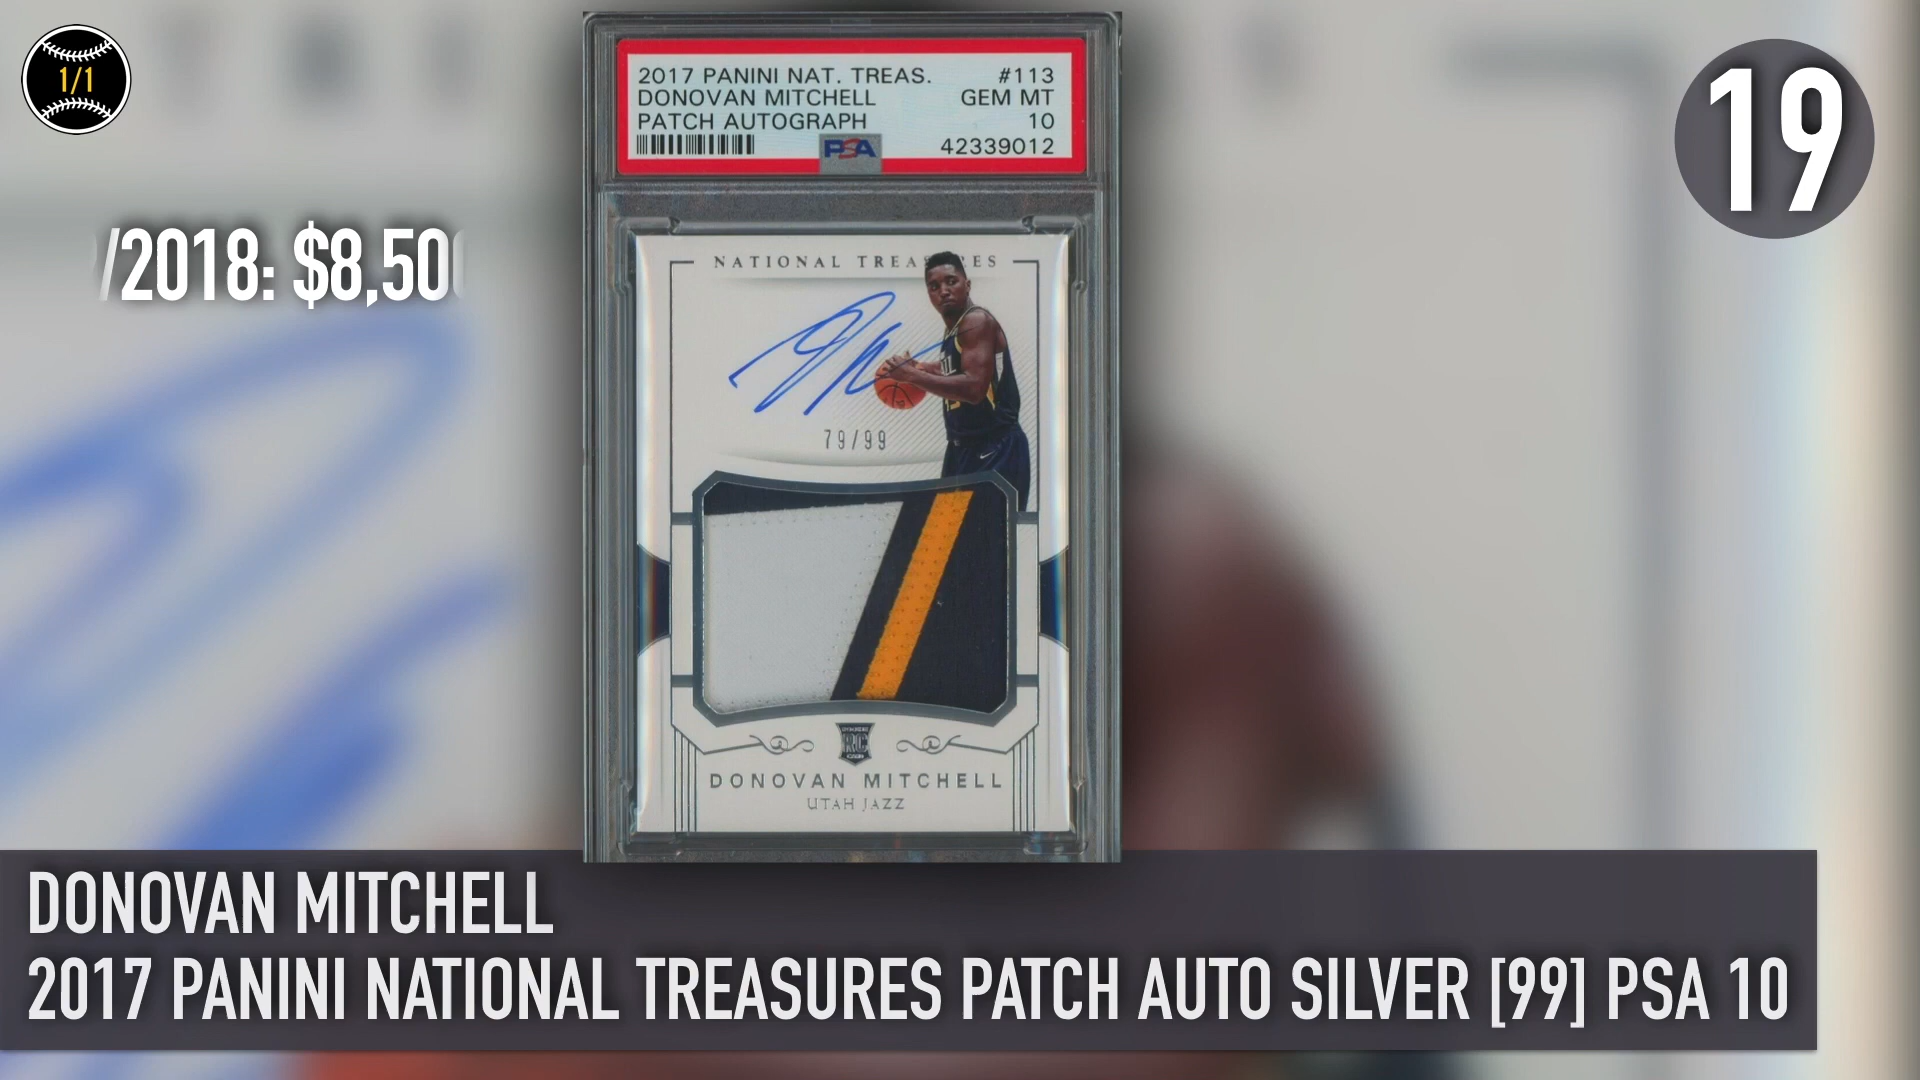 1/1
19
2017 PANINI NAT. TREAS. #113
DONOVAN MITCHELL GEM MT
PATCH AUTOGRAPH 10
PSA 42339012
/2018: $8,50
NATIONAL TREASURES
79/99
RC
DONOVAN MITCHELL
UTAH JAZZ
DONOVAN MITCHELL
2017 PANINI NATIONAL TREASURES PATCH AUTO SILVER [99] PSA 10